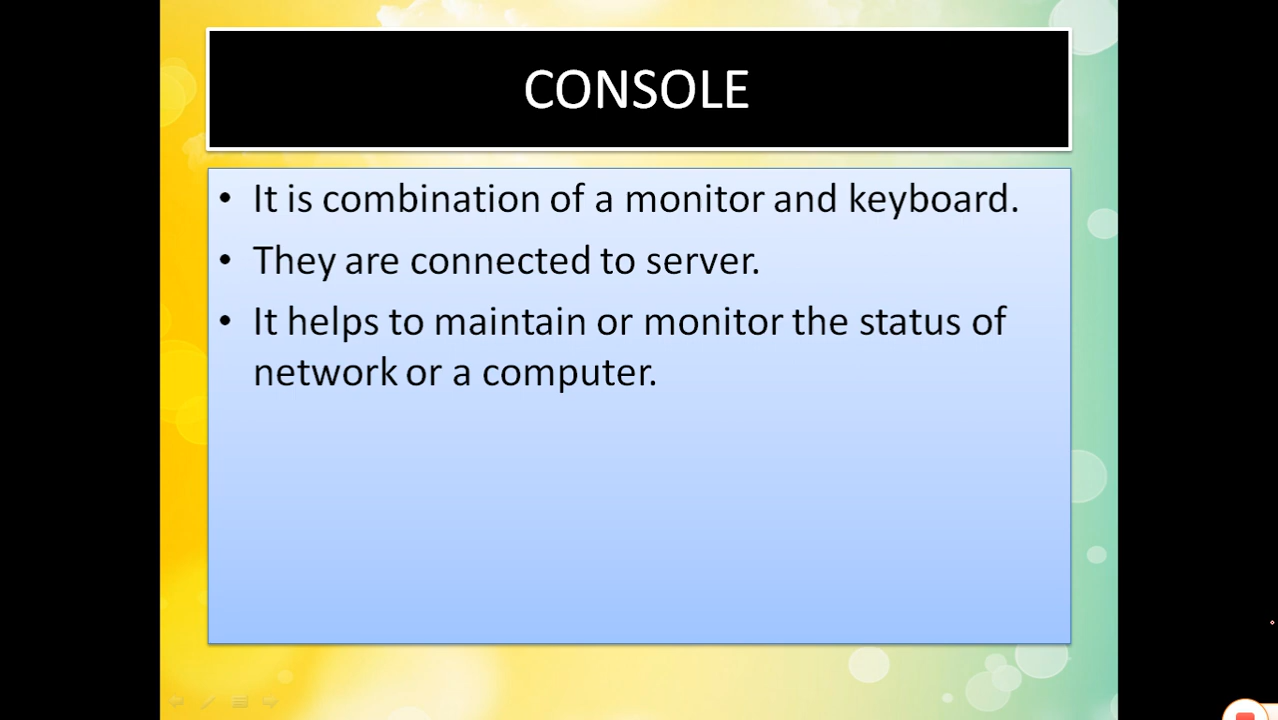 CONSOLE
• It is combination of a monitor and keyboard.
• They are connected to server.
• It helps to maintain or monitor the status of
network or a computer.